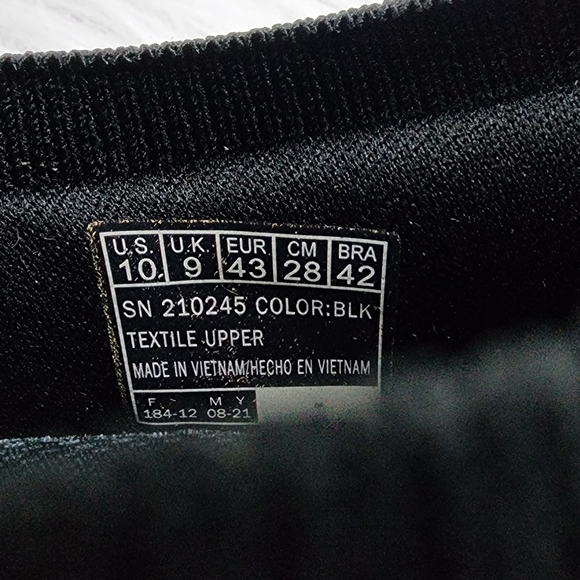 U.S. U.K. EUR CM BRA
10 9 43 28 42
SN 210245 COLOR:BLK
TEXTILE UPPER
MADE IN VIETNAM/HECHO EN VIETNAM
F M Y
184-12 08-21